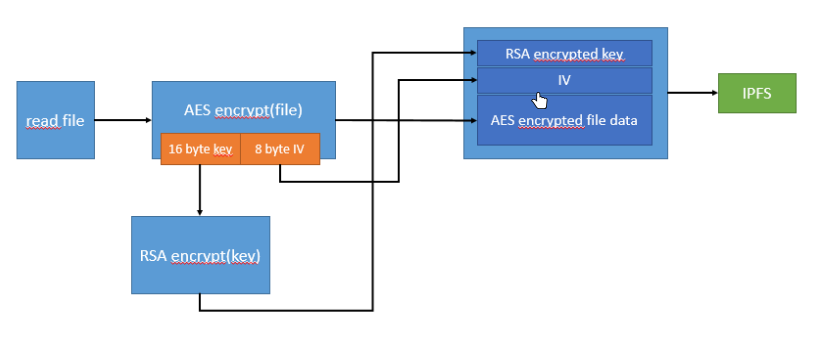 read file
AES encrypt(file)
16 byte key
8 byte IV
RSA encrypt(key)
RSA encrypted key
IV
AES encrypted file data
IPFS